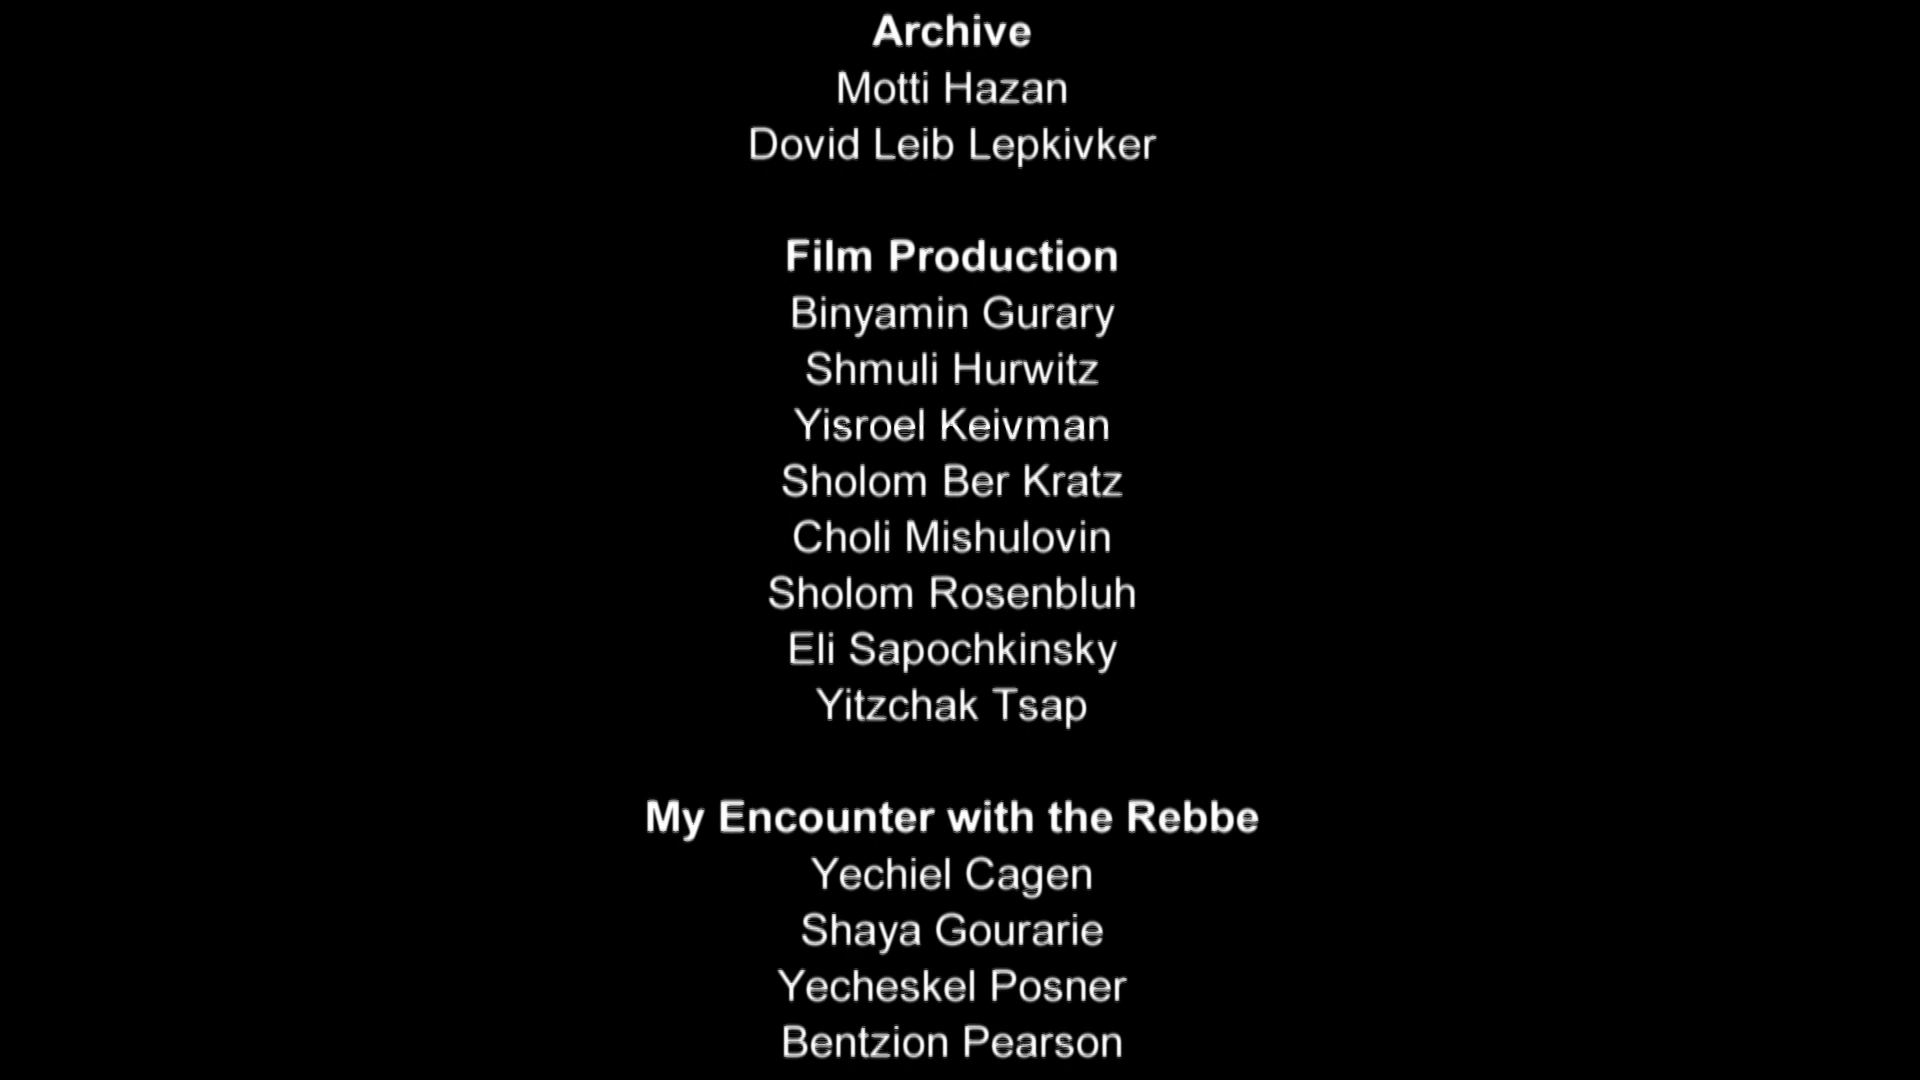 Archive
Motti Hazan
Dovid Leib Lepkivker
Film Production
Binyamin Gurary
Shmuli Hurwitz
Yisroel Keivman
Sholom Ber Kratz
Choli Mishulovin
Sholom Rosenbluh
Eli Sapochkinsky
Yitzchak Tsap
My Encounter with the Rebbe
Yechiel Cagen
Shaya Gourarie
Yecheskel Posner
Bentzion Pearson